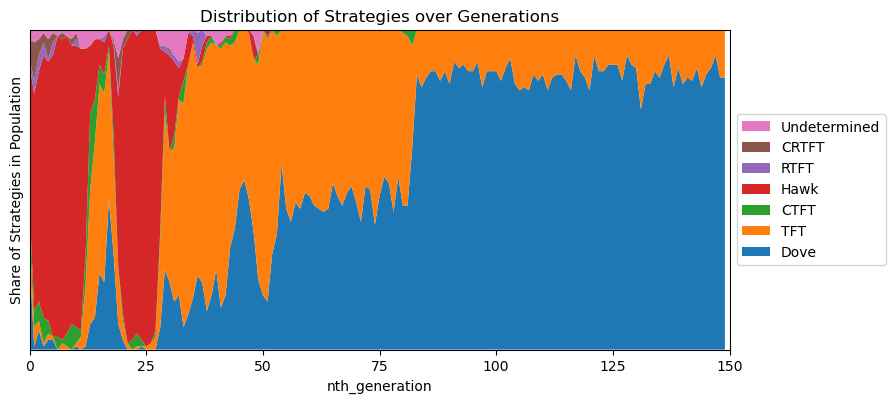 Distribution of Strategies over Generations
Share of Strategies in Population
Undetermined
CRTFT
RTFT
Hawk
CTFT
TFT
Dove
0
25
50
75
100
125
150
nth_generation